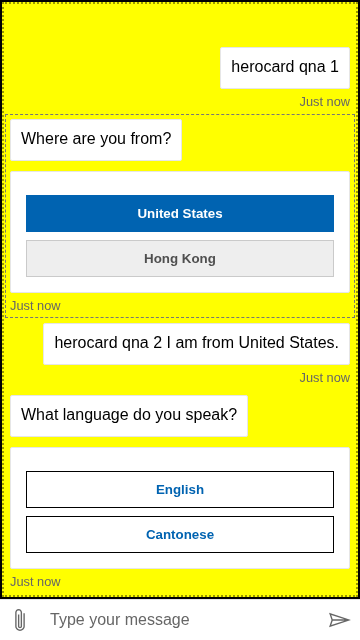 herocard qna 1
Just now
Where are you from?
United States
Hong Kong
Just now
herocard qna 2 I am from United States.
Just now
What language do you speak?
English
Cantonese
Just now
Type your message